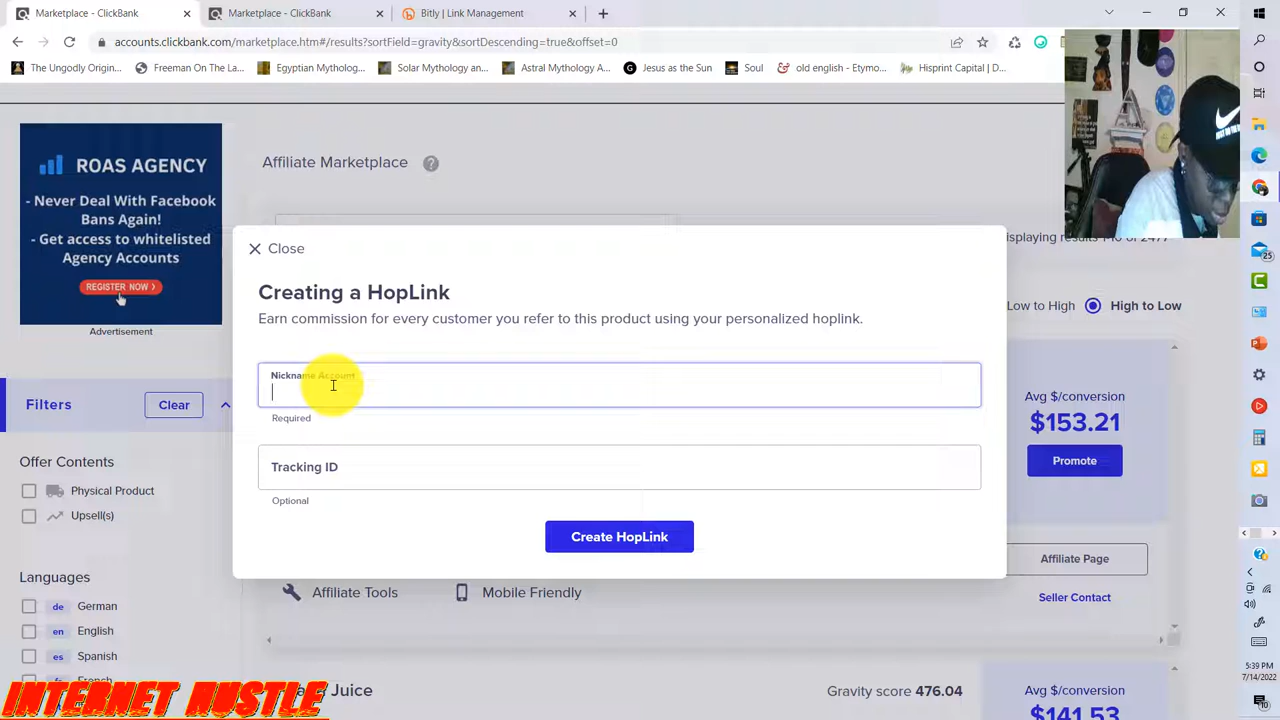 Marketplace - ClickBank
Marketplace - ClickBank
Bitly | Link Management
accounts.clickbank.com/marketplace.htm#/results?sortField=gravity&sortDescending=true&offset=0
The Ungodly Origin...
Freeman On The La...
Egyptian Mytholog...
Solar Mythology an...
Astral Mythology A...
Jesus as the Sun
Soul
old english - Etymo...
Hisprint Capital | D...
ROAS AGENCY
- Never Deal With Facebook
Bans Again!
- Get access to whitelisted
Agency Accounts
REGISTER NOW >
Advertisement
Affiliate Marketplace
Close
Creating a HopLink
Earn commission for every customer you refer to this product using your personalized hoplink.
Nickname Account
Required
Tracking ID
Optional
Create HopLink
Low to High
High to Low
Filters
Clear
Offer Contents
Physical Product
Upsell(s)
Languages
de German
en English
es Spanish
French
Avg $/conversion
$153.21
Promote
Affiliate Page
Seller Contact
Affiliate Tools
Mobile Friendly
Juice
Gravity score 476.04
Avg $/conversion
$141.53
INTERNET HUSTLE
JUST DO IT
25
5:39 PM
7/14/2022
10